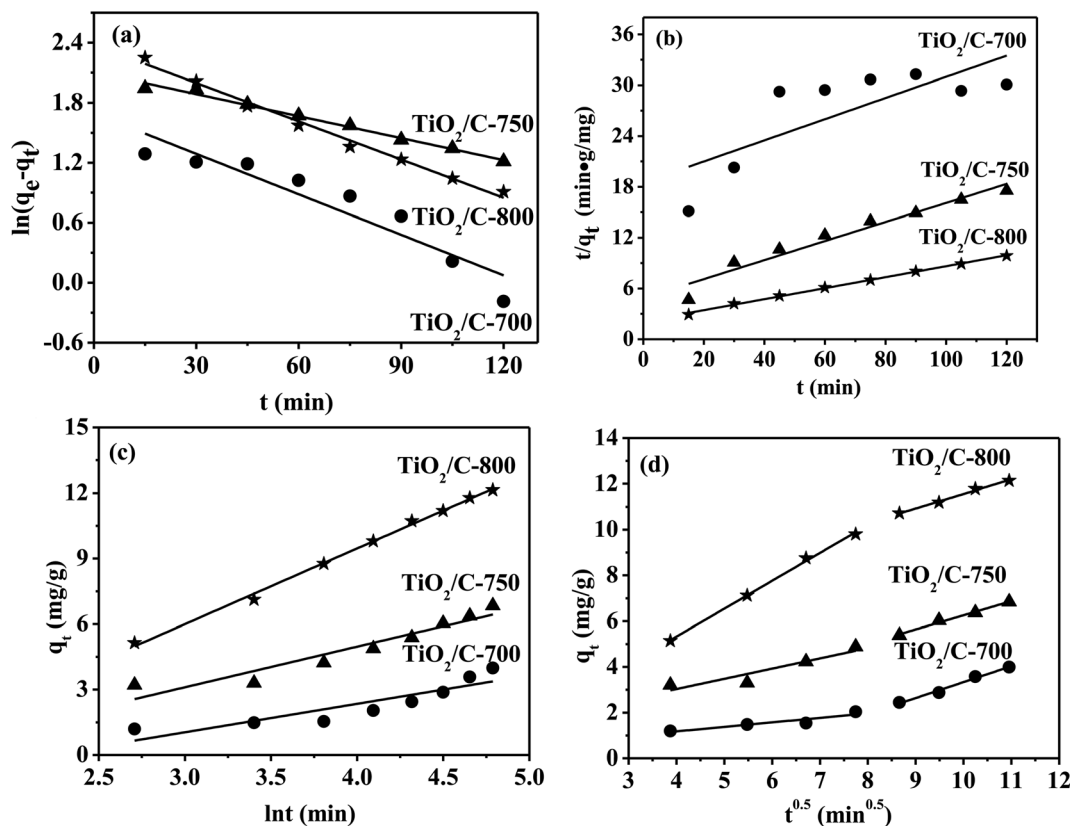 (a)
2.4
1.8
1.2
0.6
0.0
-0.6
ln(qₑ-qₜ)
TiO₂/C-750
TiO₂/C-800
TiO₂/C-700
0 30 60 90 120
t (min)
(b)
36
30
24
18
12
6
0
t/qₜ (min•g/mg)
TiO₂/C-700
TiO₂/C-750
TiO₂/C-800
0 20 40 60 80 100 120
t (min)
(c)
15
12
9
6
3
0
qₜ (mg/g)
TiO₂/C-800
TiO₂/C-750
TiO₂/C-700
2.5 3.0 3.5 4.0 4.5 5.0
lnt (min)
(d)
14
12
10
8
6
4
2
0
qₜ (mg/g)
TiO₂/C-800
TiO₂/C-750
TiO₂/C-700
3 4 5 6 7 8 9 10 11 12
t⁰·⁵ (min⁰·⁵)